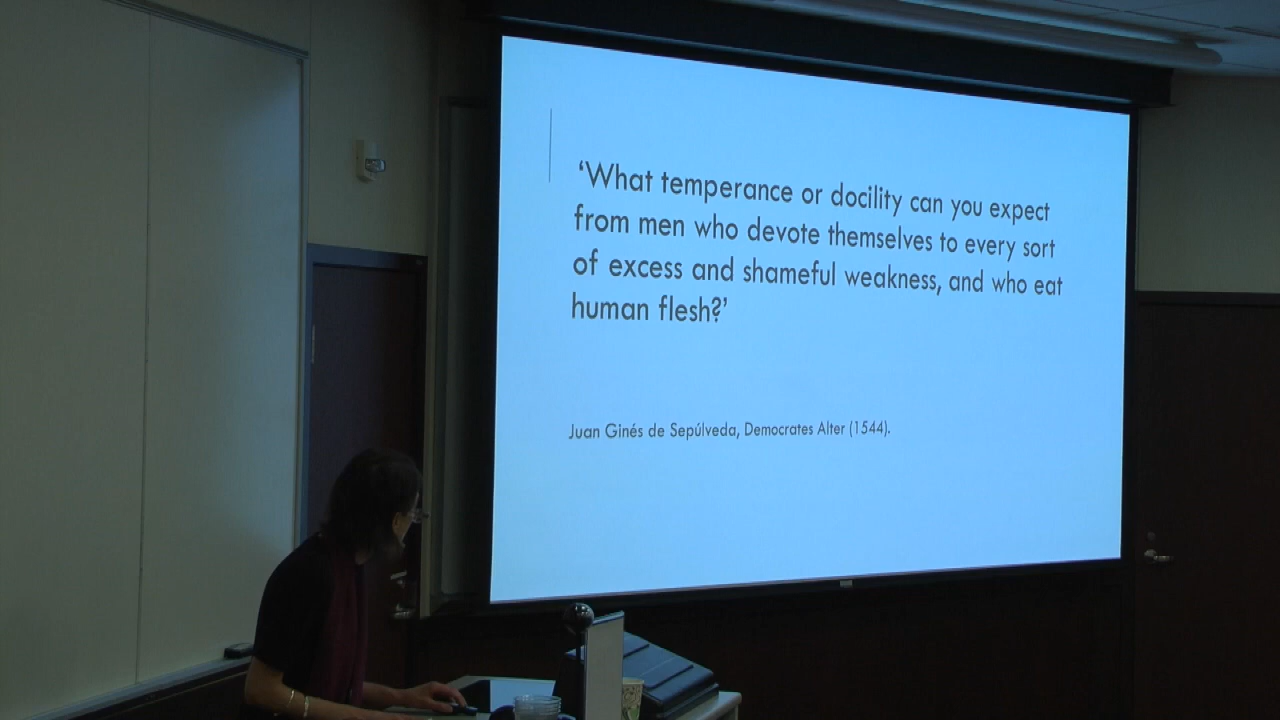 ‘What temperance or docility can you expect
from men who devote themselves to every sort
of excess and shameful weakness, and who eat
human flesh?’
Juan Ginés de Sepúlveda, Democrates Alter (1544).